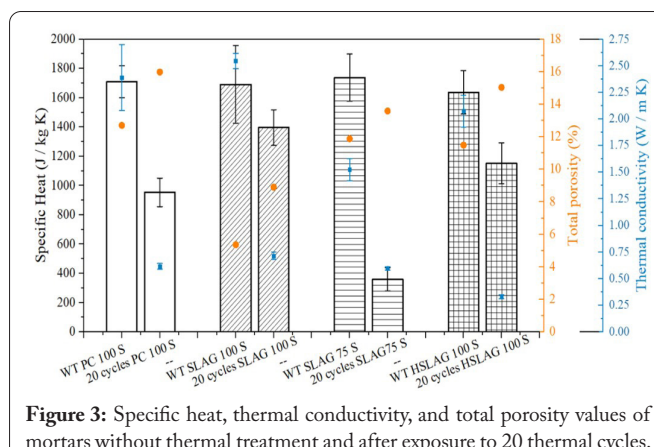 2000
1800
1600
1400
1200
1000
800
600
400
200
0
Specific Heat (J / kg K)
18
16
14
12
10
8
6
4
2
0
Total porosity (%)
2.75
2.50
2.25
2.00
1.75
1.50
1.25
1.00
0.75
0.50
0.25
0.00
Thermal conductivity (W / m K)
WT PC 100 S
20 cycles PC 100 S
--
WT SLAG 100 S
20 cycles SLAG 100 S
--
WT SLAG 75 S
20 cycles SLAG75 S
--
WT HSLAG 100 S
20 cycles HSLAG 100 S
Figure 3: Specific heat, thermal conductivity, and total porosity values of
mortars without thermal treatment and after exposure to 20 thermal cycles.